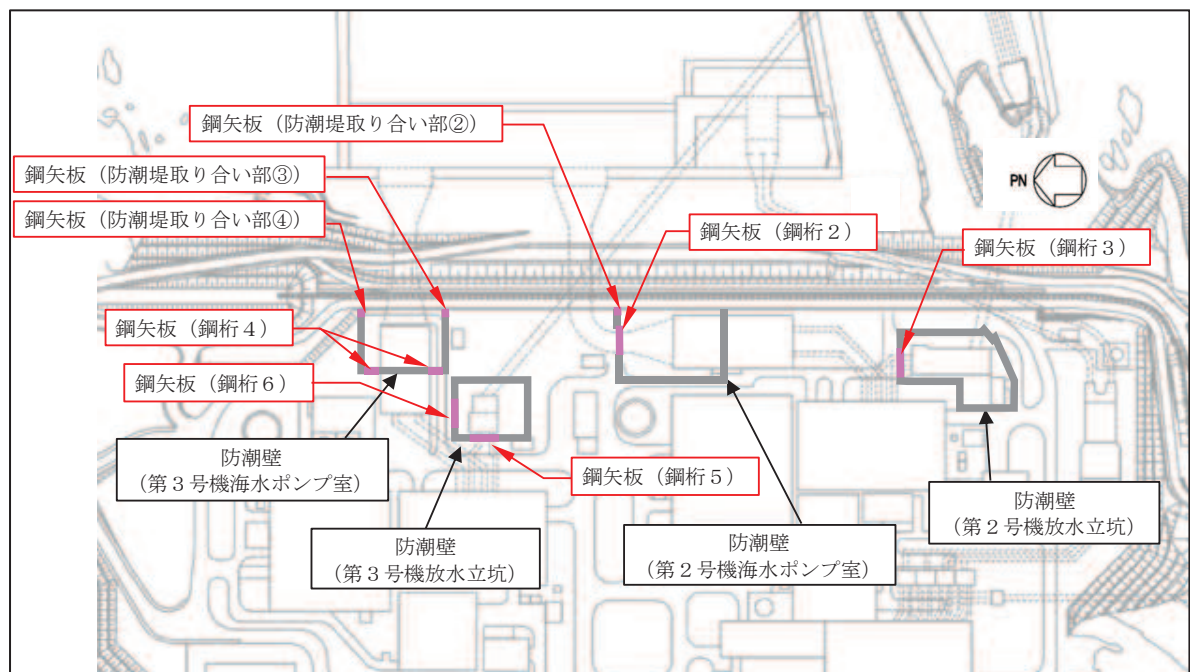 鋼矢板（防潮堤取り合い部②）
鋼矢板（防潮堤取り合い部③）
鋼矢板（防潮堤取り合い部④）
PN
鋼矢板（鋼桁２）
鋼矢板（鋼桁３）
鋼矢板（鋼桁４）
鋼矢板（鋼桁６）
鋼矢板（鋼桁５）
防潮壁
（第３号機海水ポンプ室）
防潮壁
（第３号機放水立坑）
防潮壁
（第２号機海水ポンプ室）
防潮壁
（第２号機放水立坑）